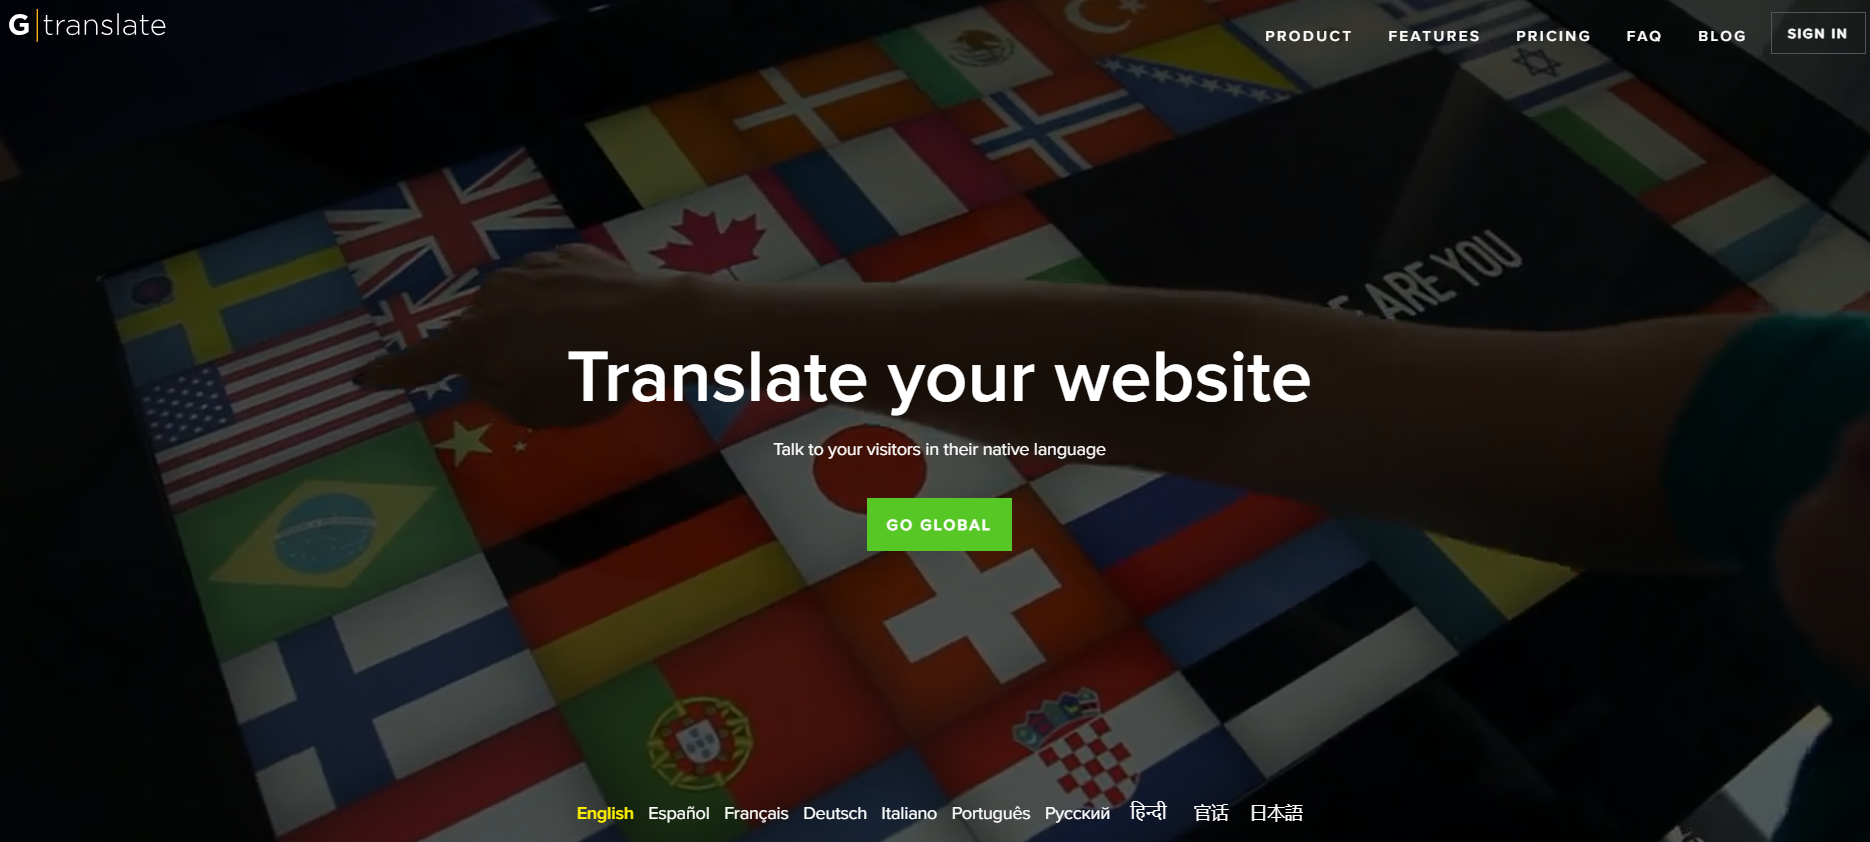 G|translate
PRODUCT FEATURES PRICING FAQ BLOG SIGN IN
ARE YOU
Translate your website
Talk to your visitors in their native language
GO GLOBAL
English Español Français Deutsch Italiano Português Русский हिन्दी 官话 日本語